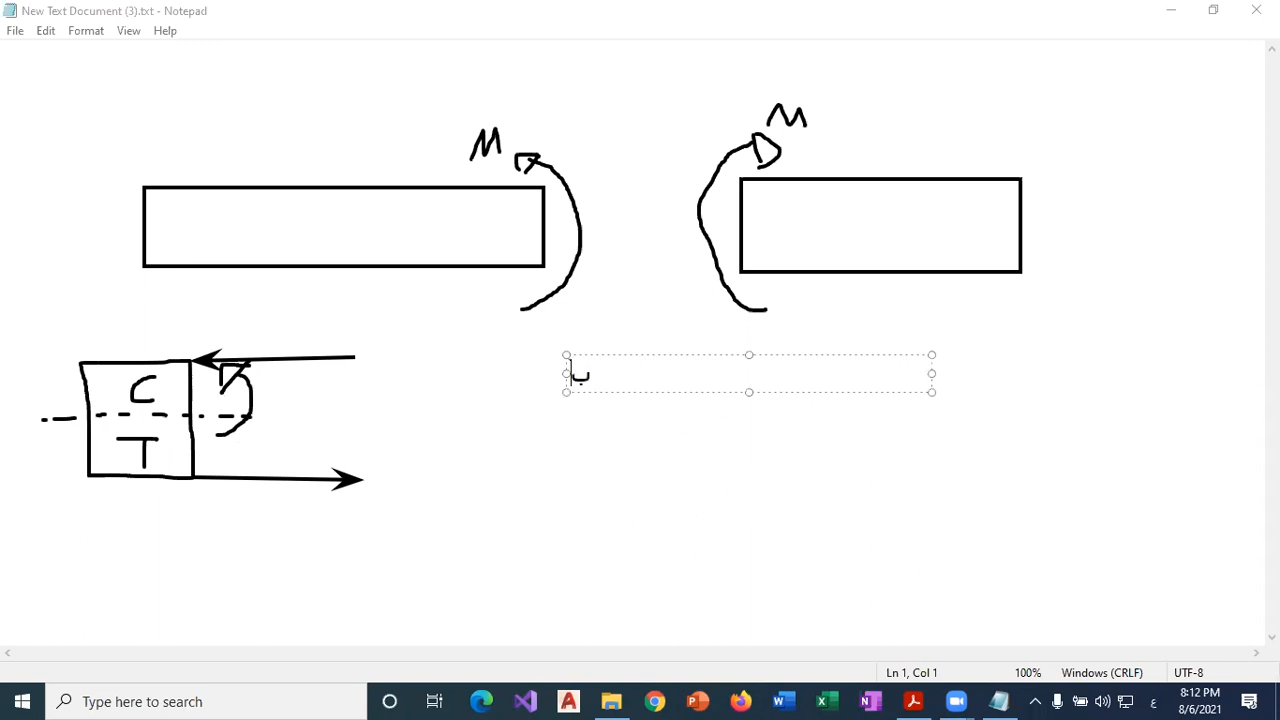 New Text Document (3).txt - Notepad
File Edit Format View Help
M
M
C
T
ب
Ln 1, Col 1 100% Windows (CRLF) UTF-8
Type here to search
ع
8:12 PM
8/6/2021